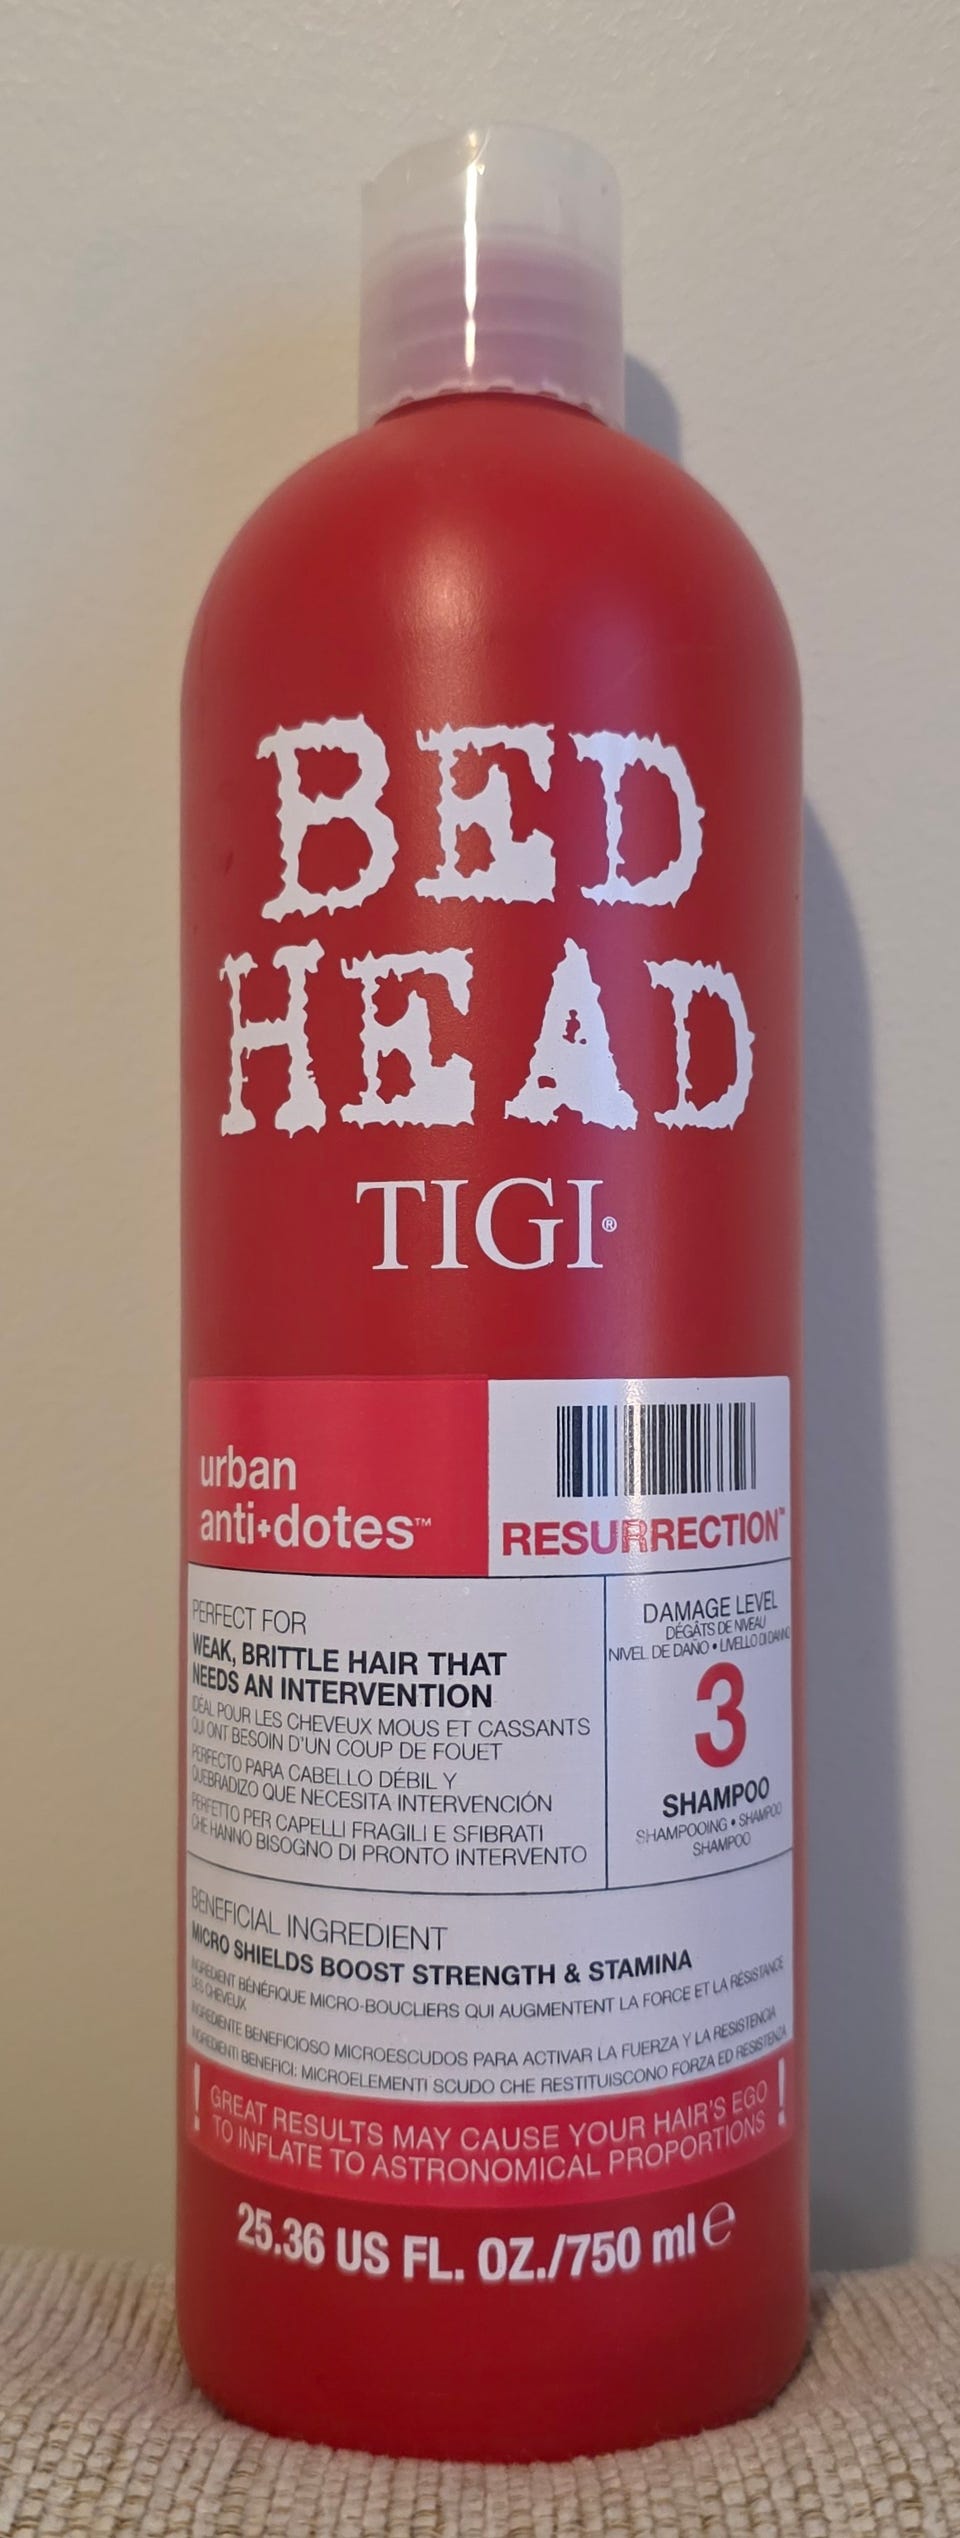 BED
HEAD
TIGI®
urban
anti+dotes™
RESURRECTION™
PERFECT FOR
WEAK, BRITTLE HAIR THAT
NEEDS AN INTERVENTION
IDÉAL POUR LES CHEVEUX MOUS ET CASSANTS
QUI ONT BESOIN D'UN COUP DE FOUET
PERFECTO PARA CABELLO DÉBIL Y
QUEBRADIZO QUE NECESITA INTERVENCIÓN
PERFETTO PER CAPELLI FRAGILI E SFIBRATI
CHE HANNO BISOGNO DI PRONTO INTERVENTO
DAMAGE LEVEL
DÉGÂTS DE NIVEAU
NIVEL DE DAÑO • LIVELLO DI DANNO
3
SHAMPOO
SHAMPOOING • SHAMPOO
SHAMPOO
BENEFICIAL INGREDIENT
MICRO SHIELDS BOOST STRENGTH & STAMINA
INGRÉDIENT BÉNÉFIQUE MICRO-BOUCLIERS QUI AUGMENTENT LA FORCE ET LA RÉSISTANCE
DES CHEVEUX
INGREDIENTE BENEFICIOSO MICROESCUDOS PARA ACTIVAR LA FUERZA Y LA RESISTENCIA
INGREDIENTI BENEFICI: MICROELEMENTI SCUDO CHE RESTITUISCONO FORZA ED RESISTENZA
! GREAT RESULTS MAY CAUSE YOUR HAIR'S EGO !
TO INFLATE TO ASTRONOMICAL PROPORTIONS
25.36 US FL. OZ./750 ml ℮